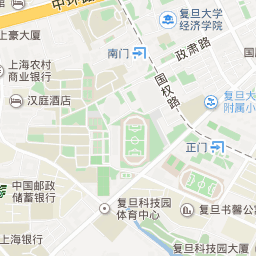 中环路
复旦大学
经济学院
上豪大厦
南门
政肃路
国权路
上海农村
商业银行
汉庭酒店
复旦大
附属小
正门
中国邮政
储蓄银行
复旦科技园
体育中心
复旦书馨公寓
上海银行
复旦科技园大厦